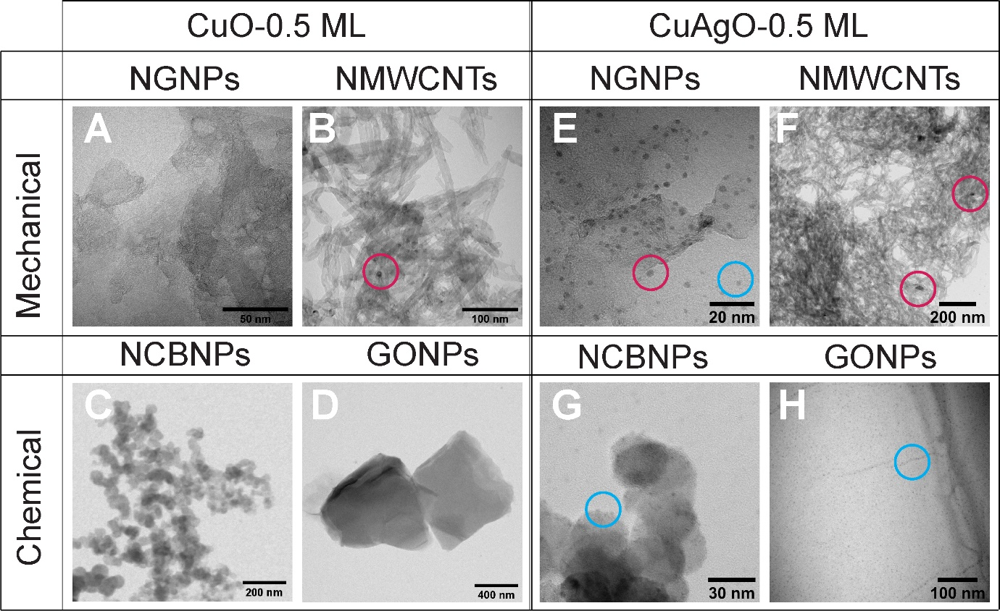 CuO-0.5 ML CuAgO-0.5 ML
NGNPs NMWCNTs NGNPs NMWCNTs
Mechanical
A B E F
50 nm 100 nm 20 nm 200 nm
NCBNPs GONPs NCBNPs GONPs
Chemical
C D G H
200 nm 400 nm 30 nm 100 nm